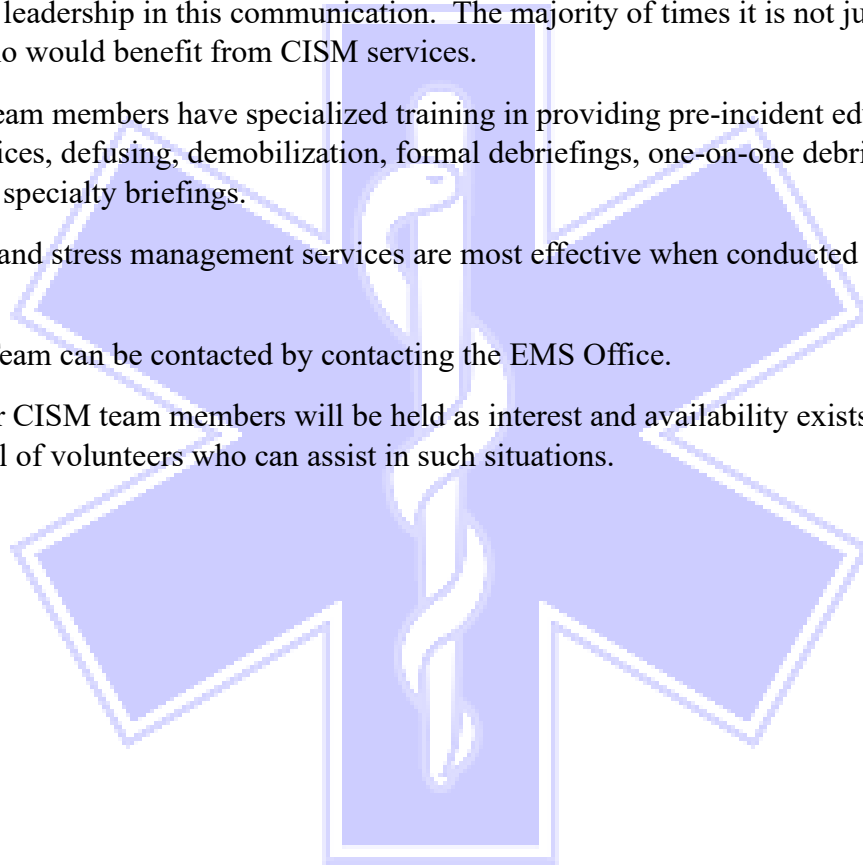 leadership in this communication. The majority of times it is not ju
o would benefit from CISM services.
eam members have specialized training in providing pre-incident ed
ices, defusing, demobilization, formal debriefings, one-on-one debri
specialty briefings.
and stress management services are most effective when conducted
eam can be contacted by contacting the EMS Office.
r CISM team members will be held as interest and availability exists
l of volunteers who can assist in such situations.